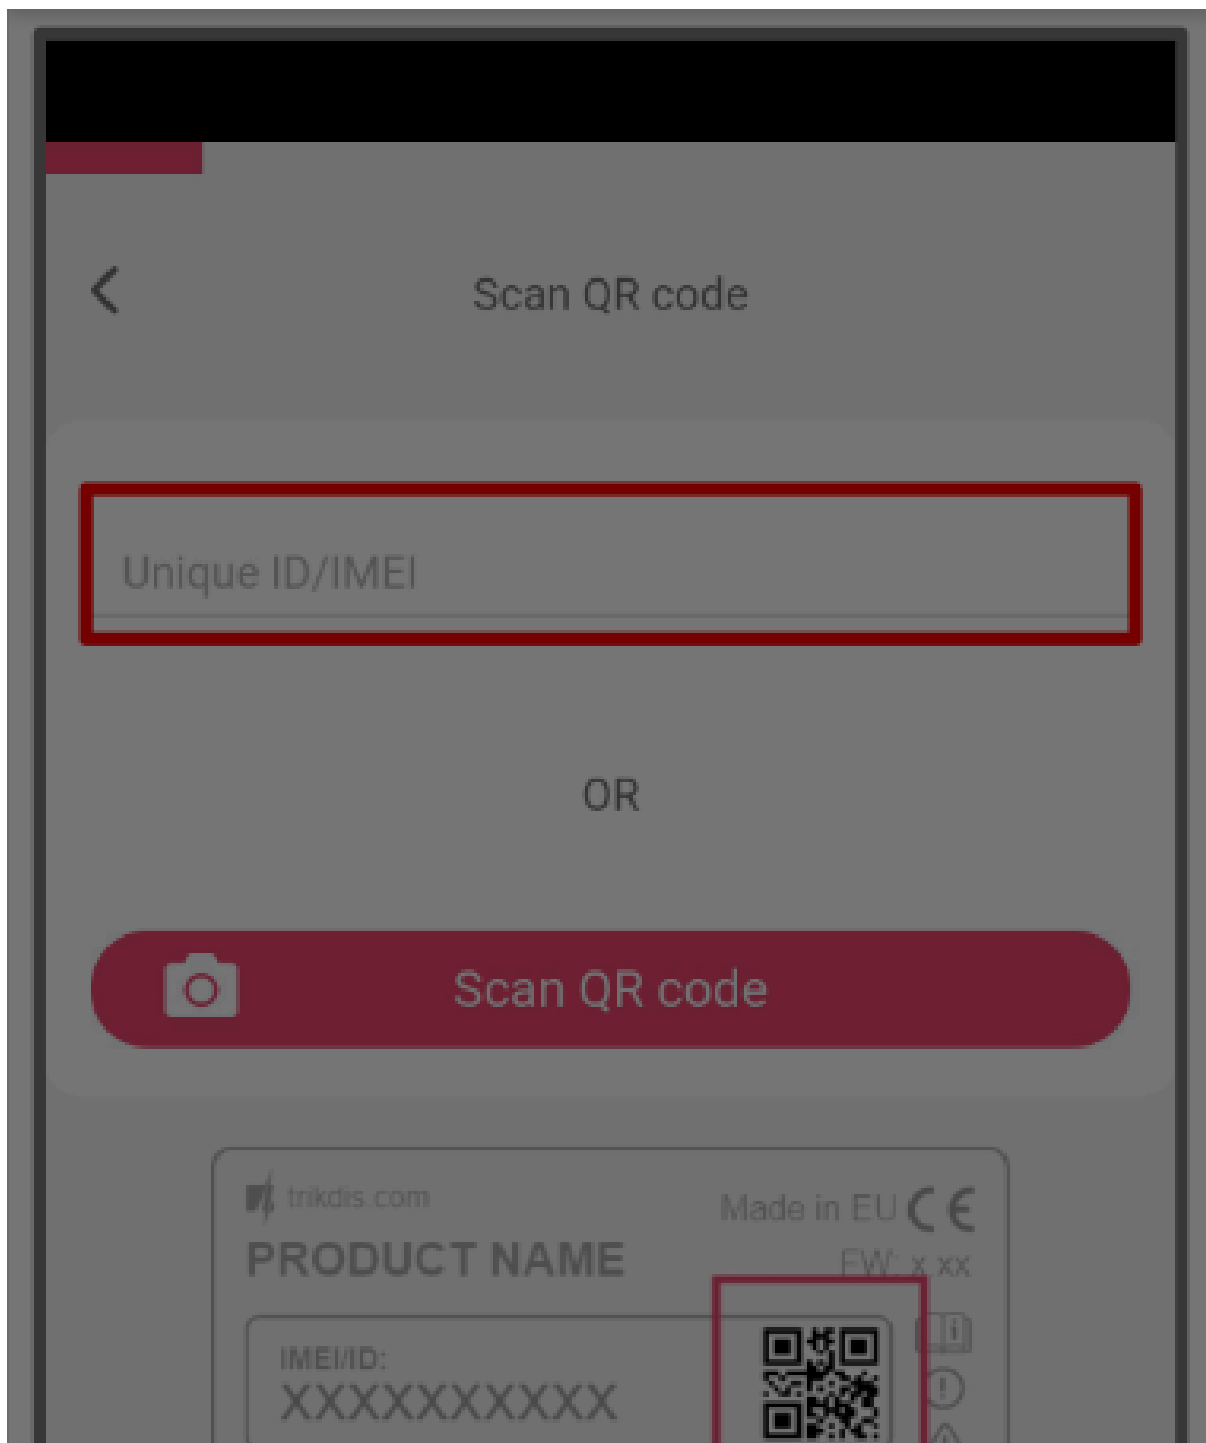 Scan QR code
Unique ID/IMEI
OR
Scan QR code
trikdis.com
Made in EU CE
PRODUCT NAME
FW: x.xx
IMEI/ID:
XXXXXXXXXX